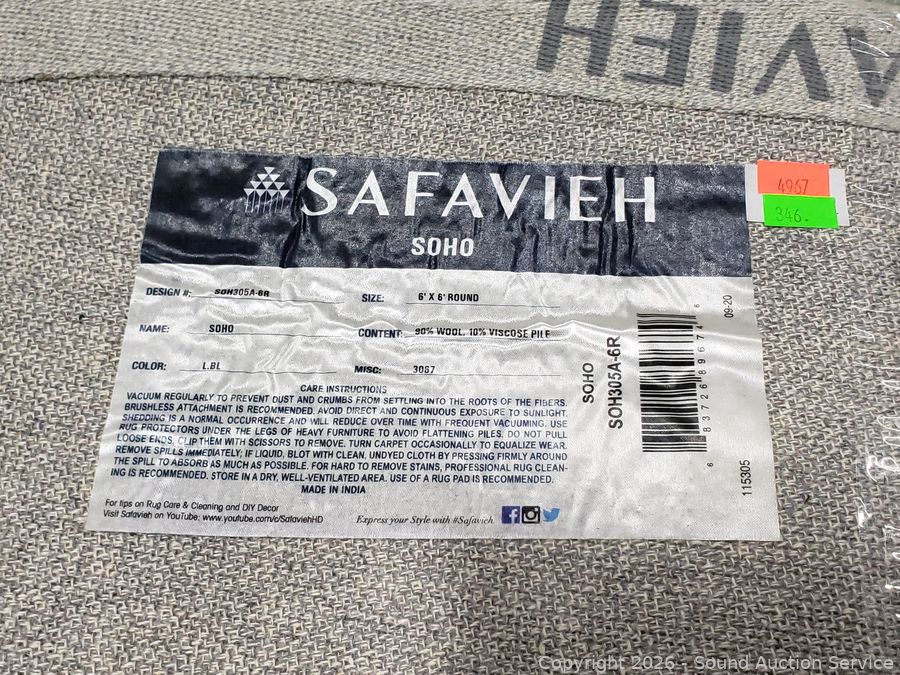 AVIEH
SAFAVIEH
SOHO
4967
346.
DESIGN #: SOH305A-6R
SIZE: 6' X 6' ROUND
NAME: SOHO
CONTENT: 90% WOOL, 10% VISCOSE PILE
COLOR: L.BL
MISC: 3067
CARE INSTRUCTIONS
VACUUM REGULARLY TO PREVENT DUST AND CRUMBS FROM SETTLING INTO THE ROOTS OF THE FIBERS.
BRUSHLESS ATTACHMENT IS RECOMMENDED. AVOID DIRECT AND CONTINUOUS EXPOSURE TO SUNLIGHT.
SHEDDING IS A NORMAL OCCURRENCE AND WILL REDUCE OVER TIME WITH FREQUENT VACUUMING. USE
RUG PROTECTORS UNDER THE LEGS OF HEAVY FURNITURE TO AVOID FLATTENING PILES. DO NOT PULL
LOOSE ENDS, CLIP THEM WITH SCISSORS TO REMOVE. TURN CARPET OCCASIONALLY TO EQUALIZE WEAR.
REMOVE SPILLS IMMEDIATELY; IF LIQUID, BLOT WITH CLEAN, UNDYED CLOTH BY PRESSING FIRMLY AROUND
THE SPILL TO ABSORB AS MUCH AS POSSIBLE. FOR HARD TO REMOVE STAINS, PROFESSIONAL RUG CLEAN-
ING IS RECOMMENDED. STORE IN A DRY, WELL-VENTILATED AREA. USE OF A RUG PAD IS RECOMMENDED.
MADE IN INDIA
For tips on Rug Care & Cleaning and DIY Decor
Visit Safavieh on YouTube: www.youtube.com/c/SafaviehHD
Express your Style with #Safavieh
SOHO
SOH305A-6R
6 83726 89674 6
09-20
115305
Copyright 2026 - Sound Auction Service